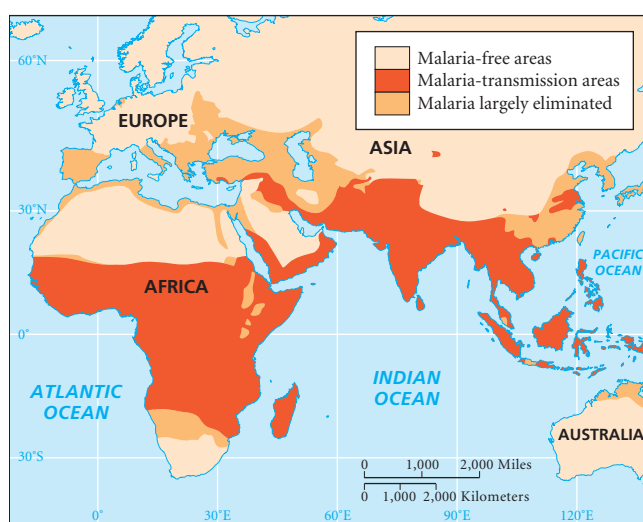 Malaria-free areas
Malaria-transmission areas
Malaria largely eliminated
60°N
EUROPE
ASIA
30°N
PACIFIC
OCEAN
AFRICA
0°
ATLANTIC
OCEAN
INDIAN
OCEAN
AUSTRALIA
30°S
0 1,000 2,000 Miles
0 1,000 2,000 Kilometers
0° 30°E 60°E 90°E 120°E